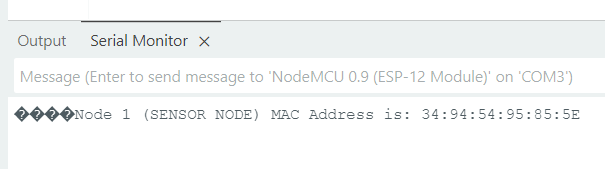 Output Serial Monitor ×
Message (Enter to send message to 'NodeMCU 0.9 (ESP-12 Module)' on 'COM3')
����Node 1 (SENSOR NODE) MAC Address is: 34:94:54:95:85:5E